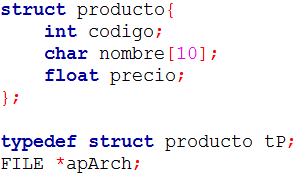 struct producto{
    int codigo;
    char nombre[10];
    float precio;
};

typedef struct producto tP;
FILE *apArch;